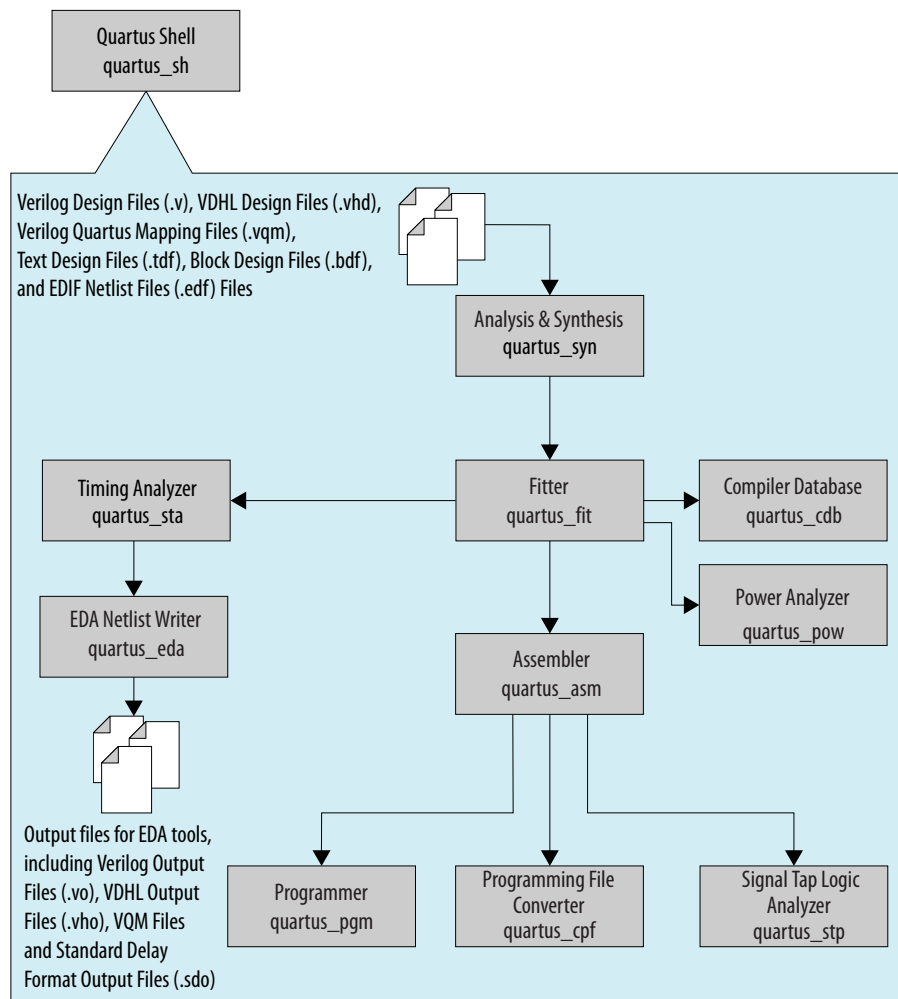 Quartus Shell
quartus_sh
Verilog Design Files (.v), VDHL Design Files (.vhd),
Verilog Quartus Mapping Files (.vqm),
Text Design Files (.tdf), Block Design Files (.bdf),
and EDIF Netlist Files (.edf) Files
Analysis & Synthesis
quartus_syn
Timing Analyzer
quartus_sta
Fitter
quartus_fit
Compiler Database
quartus_cdb
EDA Netlist Writer
quartus_eda
Power Analyzer
quartus_pow
Assembler
quartus_asm
Output files for EDA tools,
including Verilog Output
Files (.vo), VDHL Output
Files (.vho), VQM Files
and Standard Delay
Format Output Files (.sdo)
Programmer
quartus_pgm
Programming File
Converter
quartus_cpf
Signal Tap Logic
Analyzer
quartus_stp